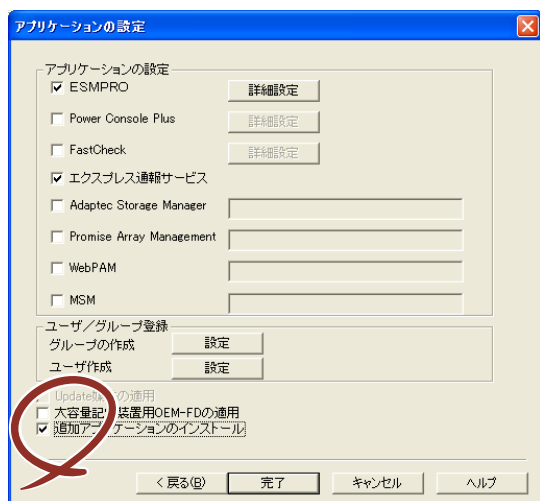 アプリケーションの設定
アプリケーションの設定
ESMPRO 詳細設定
Power Console Plus 詳細設定
FastCheck 詳細設定
エクスプレス通報サービス
Adaptec Storage Manager
Promise Array Management
WebPAM
MSM
ユーザ／グループ登録
グループの作成 設定
ユーザ作成 設定
Update の適用
大容量記憶装置用OEM-FDの適用
追加アプリケーションのインストール
< 戻る(B) 完了 キャンセル ヘルプ